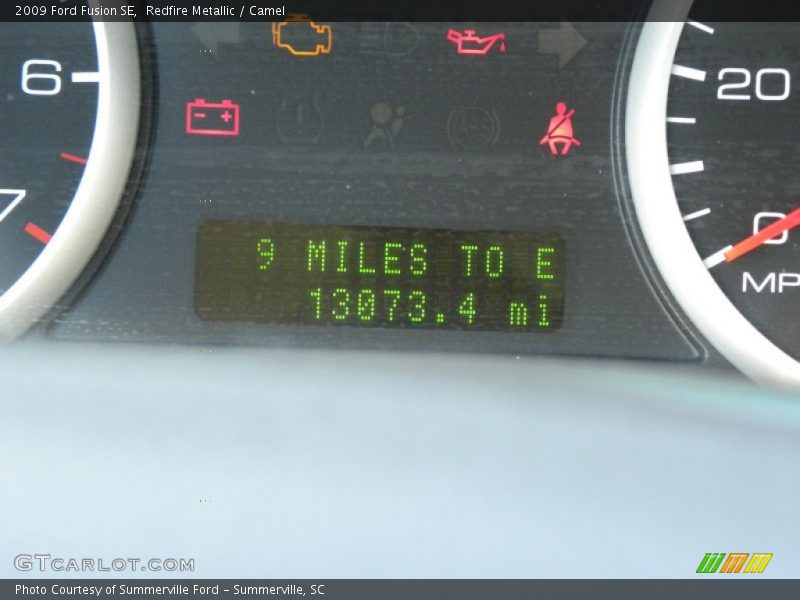 2009 Ford Fusion SE, Redfire Metallic / Camel
6
20
7
0
MP
9 MILES TO E
13073.4 mi
GTCARLOT.COM
Photo Courtesy of Summerville Ford - Summerville, SC